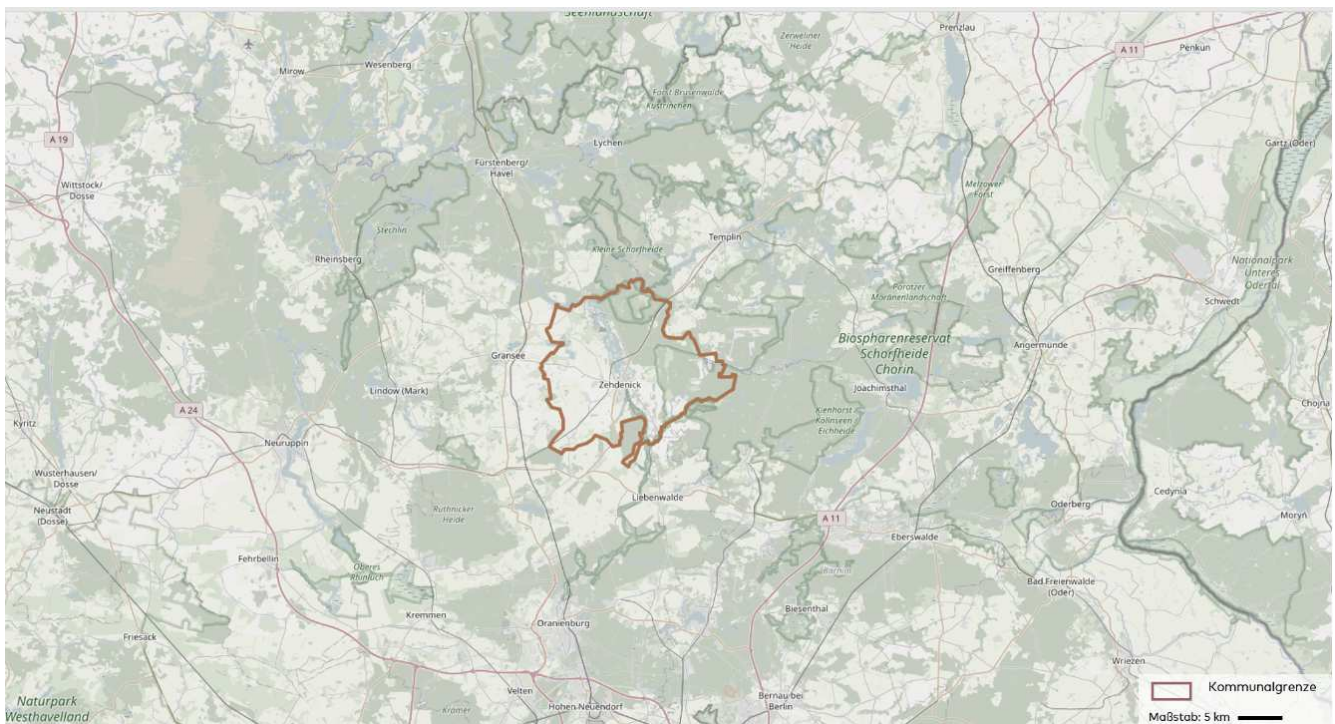 Seenlandschaft
Prenzlau
Zerweliner
Heide
A 11
Penkun
Mirow
Wesenberg
Forst Brüsenwalde
Küstrinchen
A 19
Lychen
Gartz (Oder)
Fürstenberg/
Havel
Wittstock/
Dosse
Melzower
Forst
Stechlin
Templin
Kleine Schorfheide
Rheinsberg
Greiffenberg
Nationalpark
Unteres
Odertal
Poratzer
Moränenlandschaft
Schwedt
Biosphärenreservat
Schorfheide
Chorin
Angermünde
Gransee
Zehdenick
Joachimsthal
Lindow (Mark)
Chojna
A 24
Kienhorst
Köllnseen
Eichheide
Kyritz
Neuruppin
Wusterhausen/
Dosse
Cedynia
Liebenwalde
Oderberg
Neustadt
(Dosse)
Ruthnicker
Heide
A 11
Moryń
Eberswalde
Fehrbellin
Oberes
Rhinluch
Barnim
Bad Freienwalde
(Oder)
Kremmen
Biesenthal
Oranienburg
Friesack
Wriezen
Velten
Bernau bei
Berlin
Naturpark
Westhavelland
Krämer
Hohen Neuendorf
Kommunalgrenze
Maßstab: 5 km